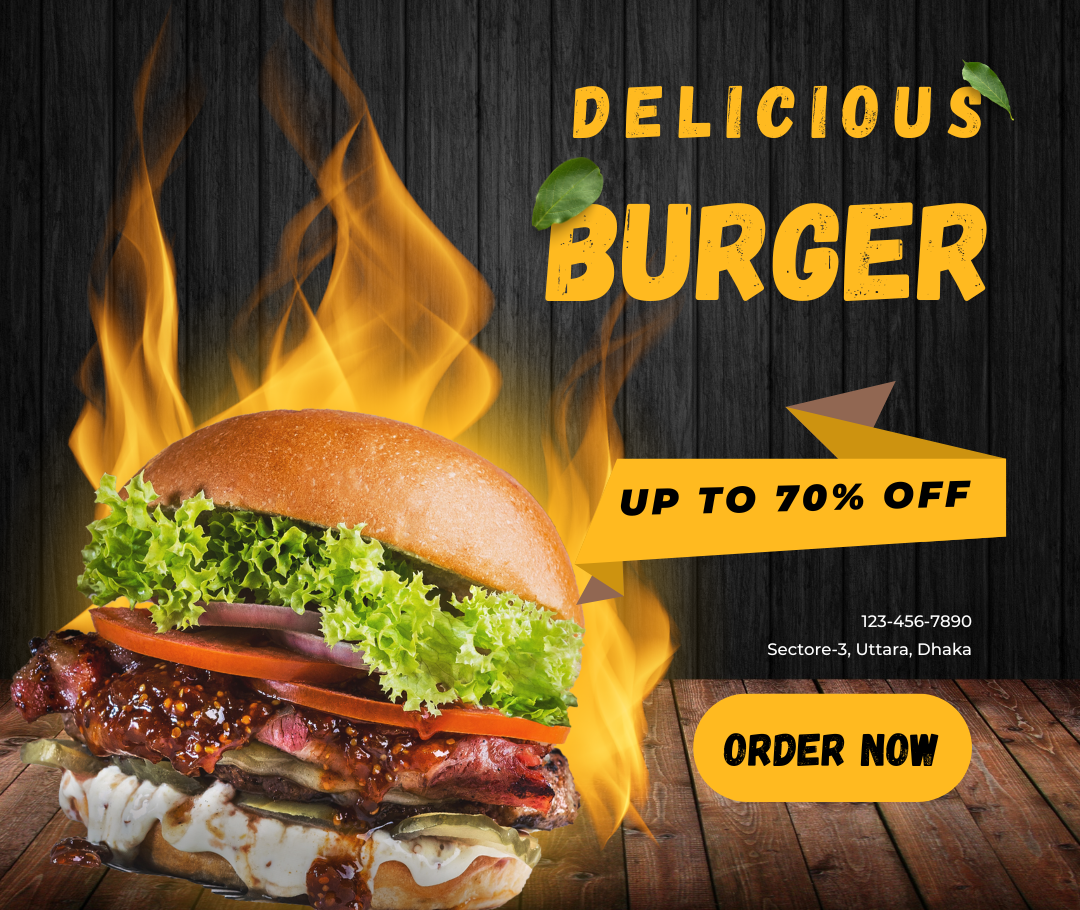 DELICIOUS
BURGER
UP TO 70% OFF
123-456-7890
Sectore-3, Uttara, Dhaka
ORDER NOW